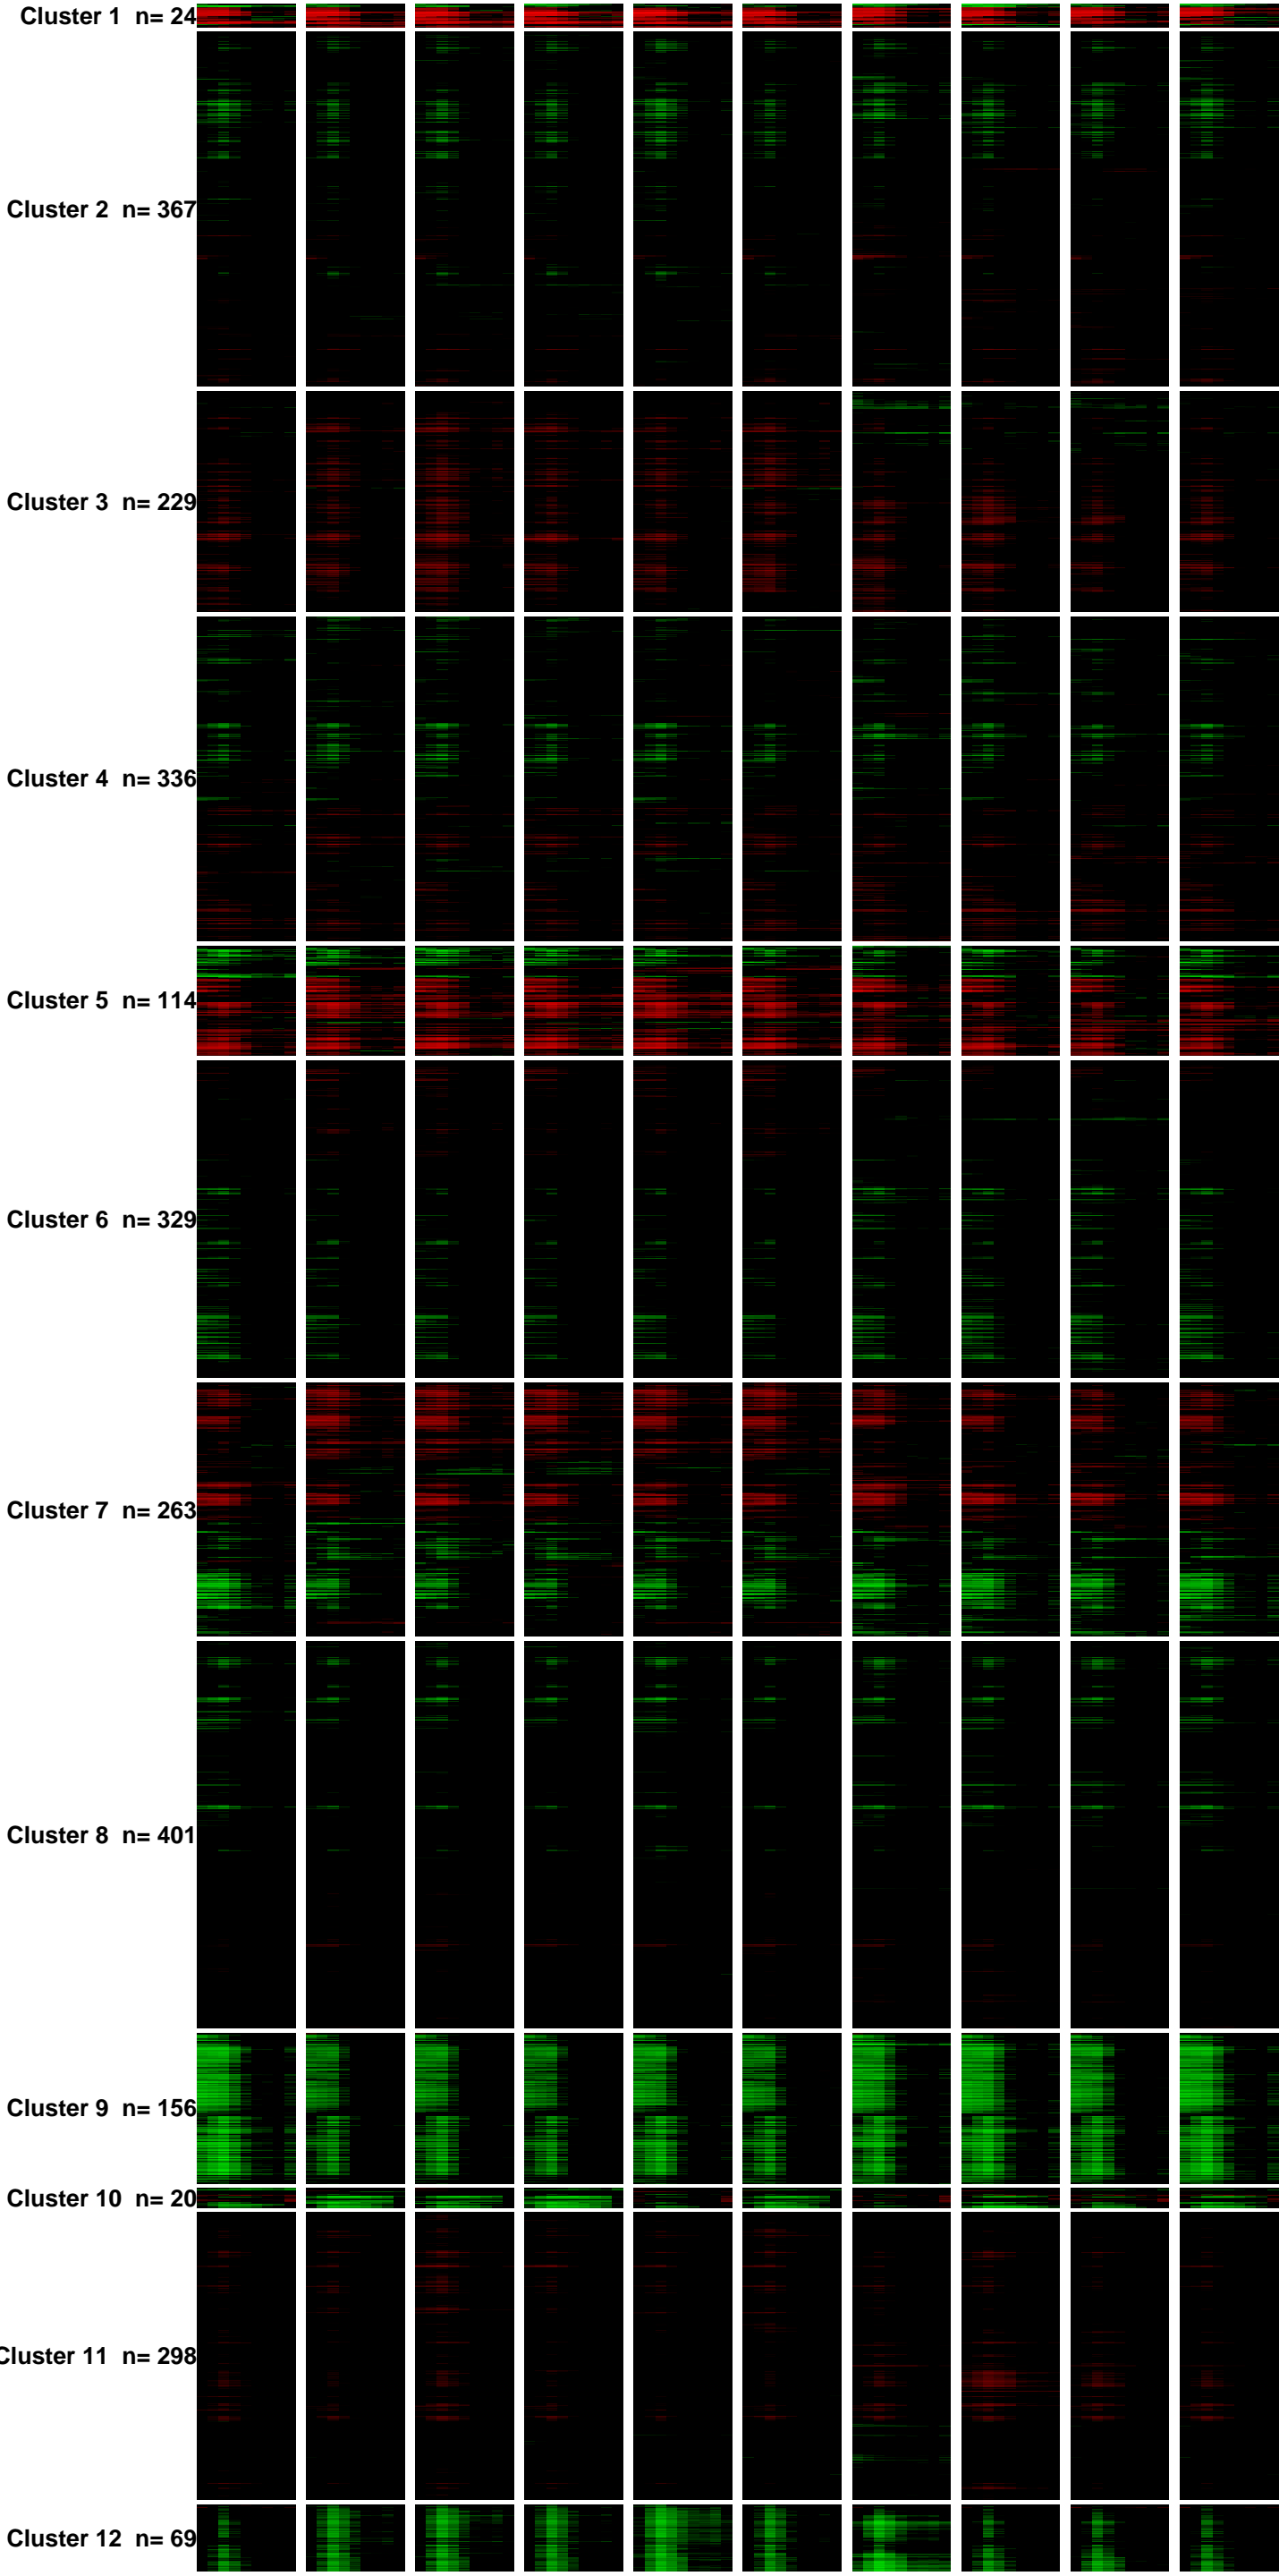 Cluster 1 n= 24
Cluster 2 n= 367
Cluster 3 n= 229
Cluster 4 n= 336
Cluster 5 n= 114
Cluster 6 n= 329
Cluster 7 n= 263
Cluster 8 n= 401
Cluster 9 n= 156
Cluster 10 n= 20
Cluster 11 n= 298
Cluster 12 n= 69